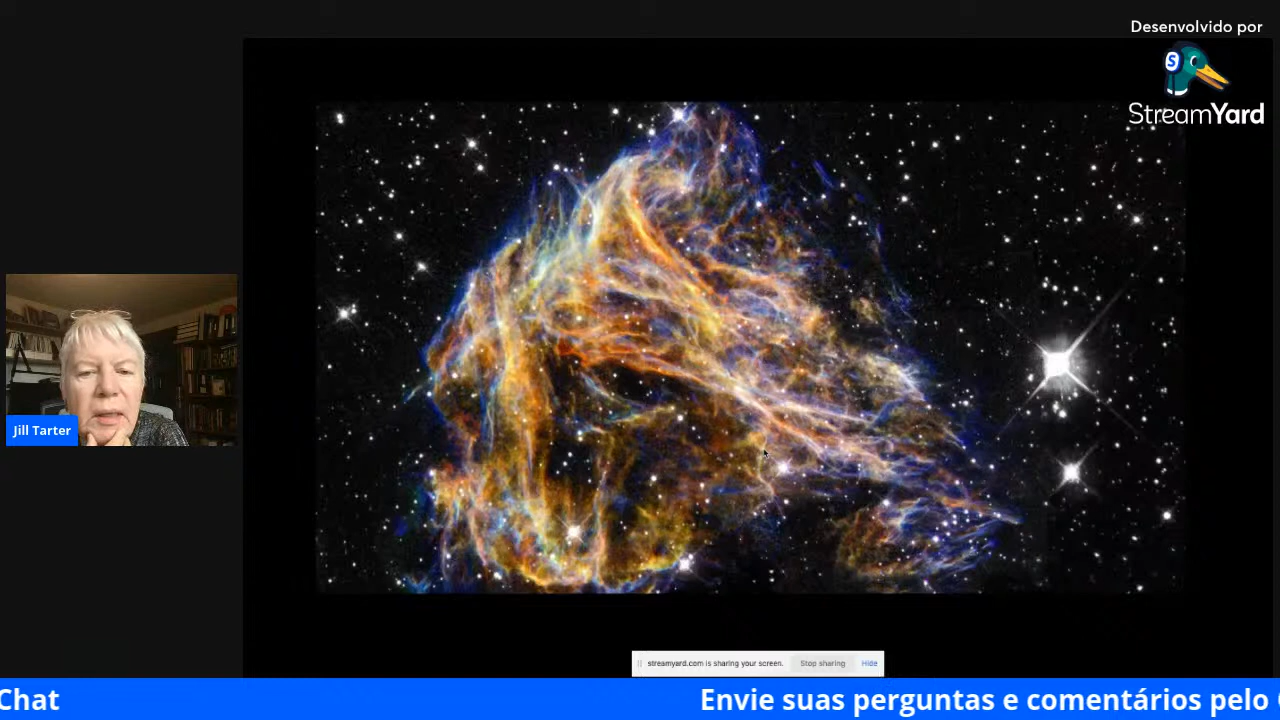 Desenvolvido por
StreamYard
Jill Tarter
streamyard.com is sharing your screen. Stop sharing Hide
Chat Envie suas perguntas e comentários pelo